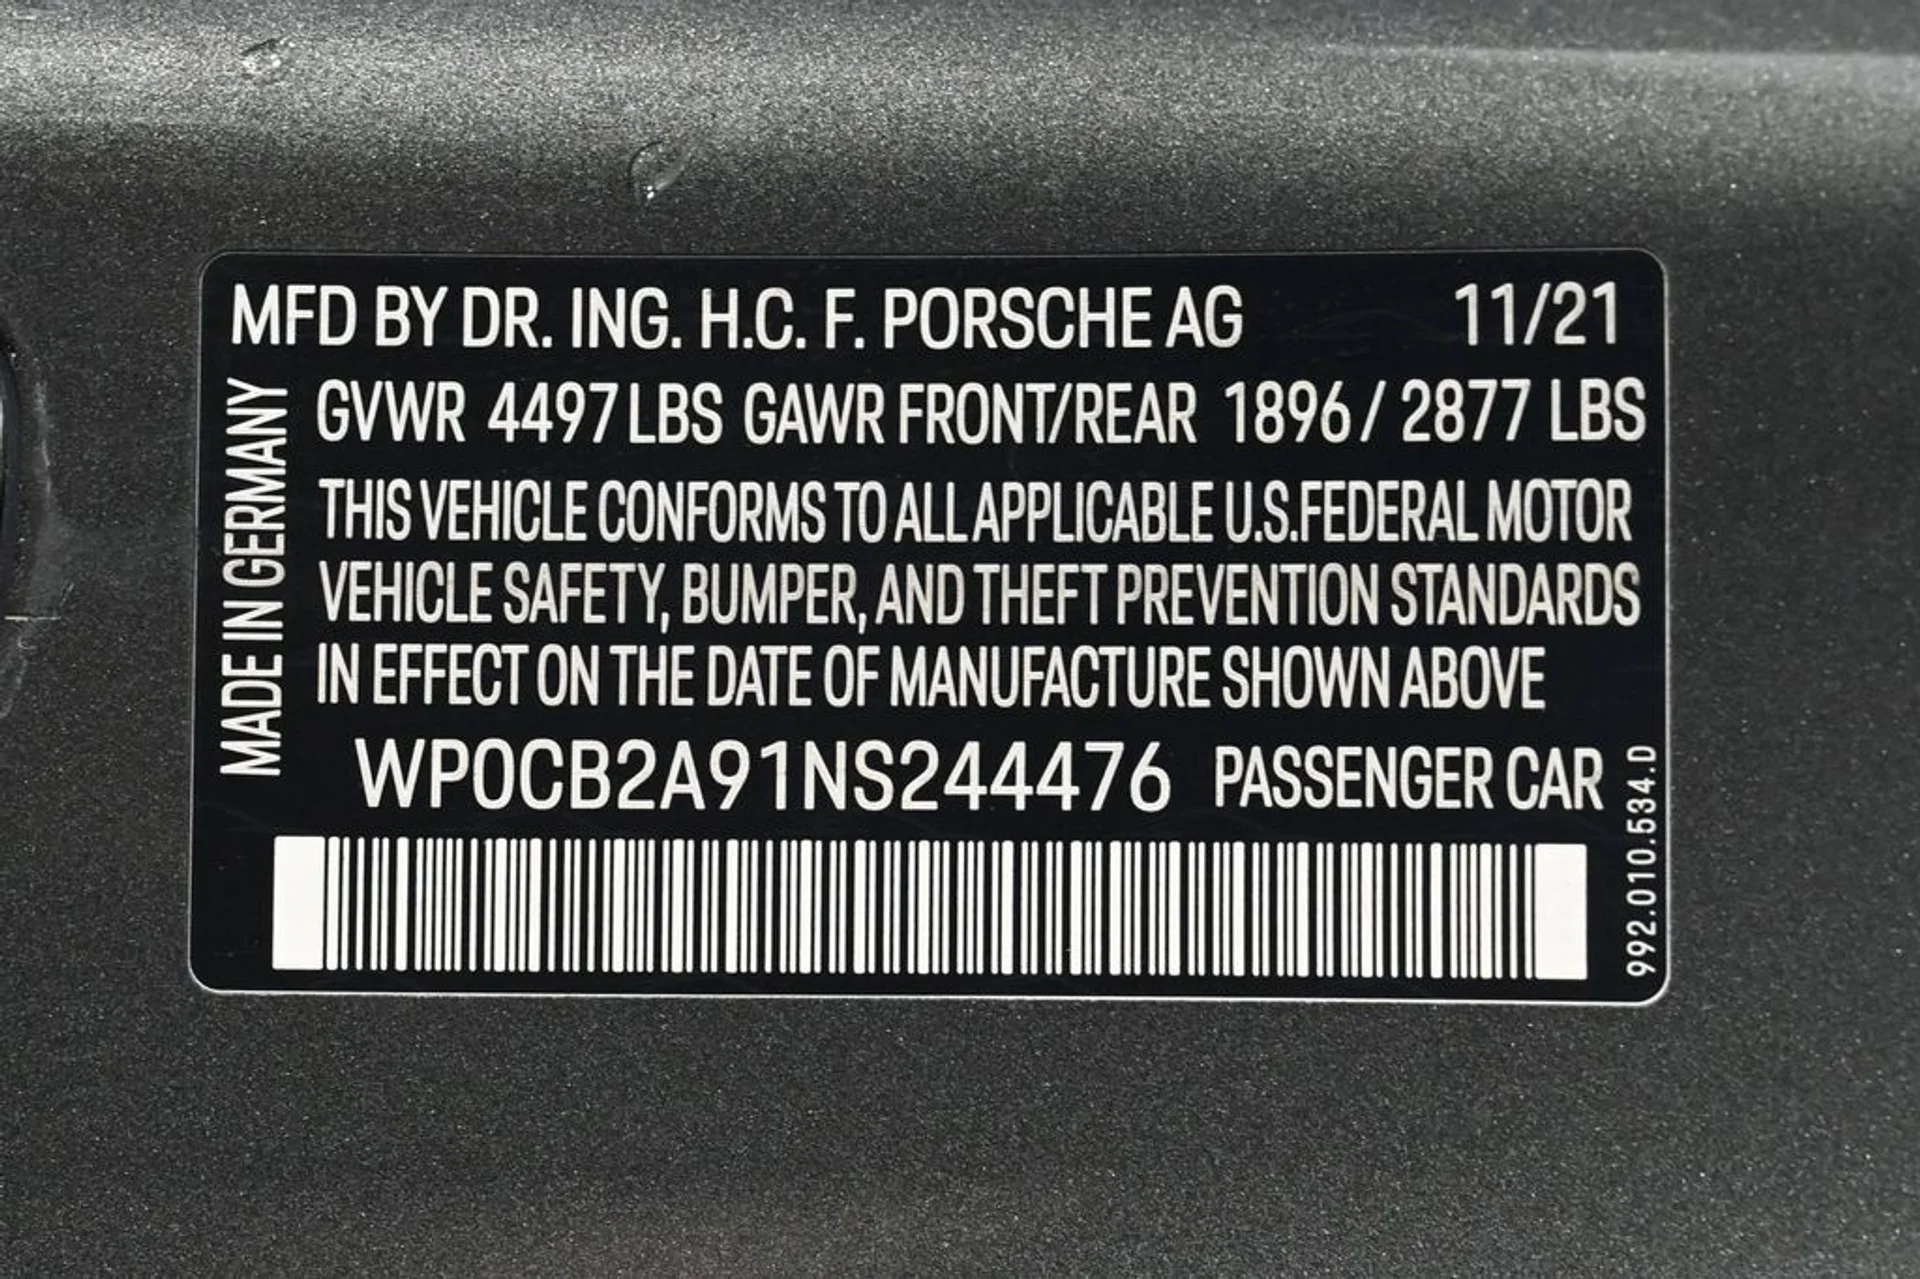 MFD BY DR. ING. H.C. F. PORSCHE AG 11/21
GVWR 4497 LBS GAWR FRONT/REAR 1896 / 2877 LBS
THIS VEHICLE CONFORMS TO ALL APPLICABLE U.S.FEDERAL MOTOR
VEHICLE SAFETY, BUMPER, AND THEFT PREVENTION STANDARDS
IN EFFECT ON THE DATE OF MANUFACTURE SHOWN ABOVE
WP0CB2A91NS244476 PASSENGER CAR
MADE IN GERMANY
992.010.534.D